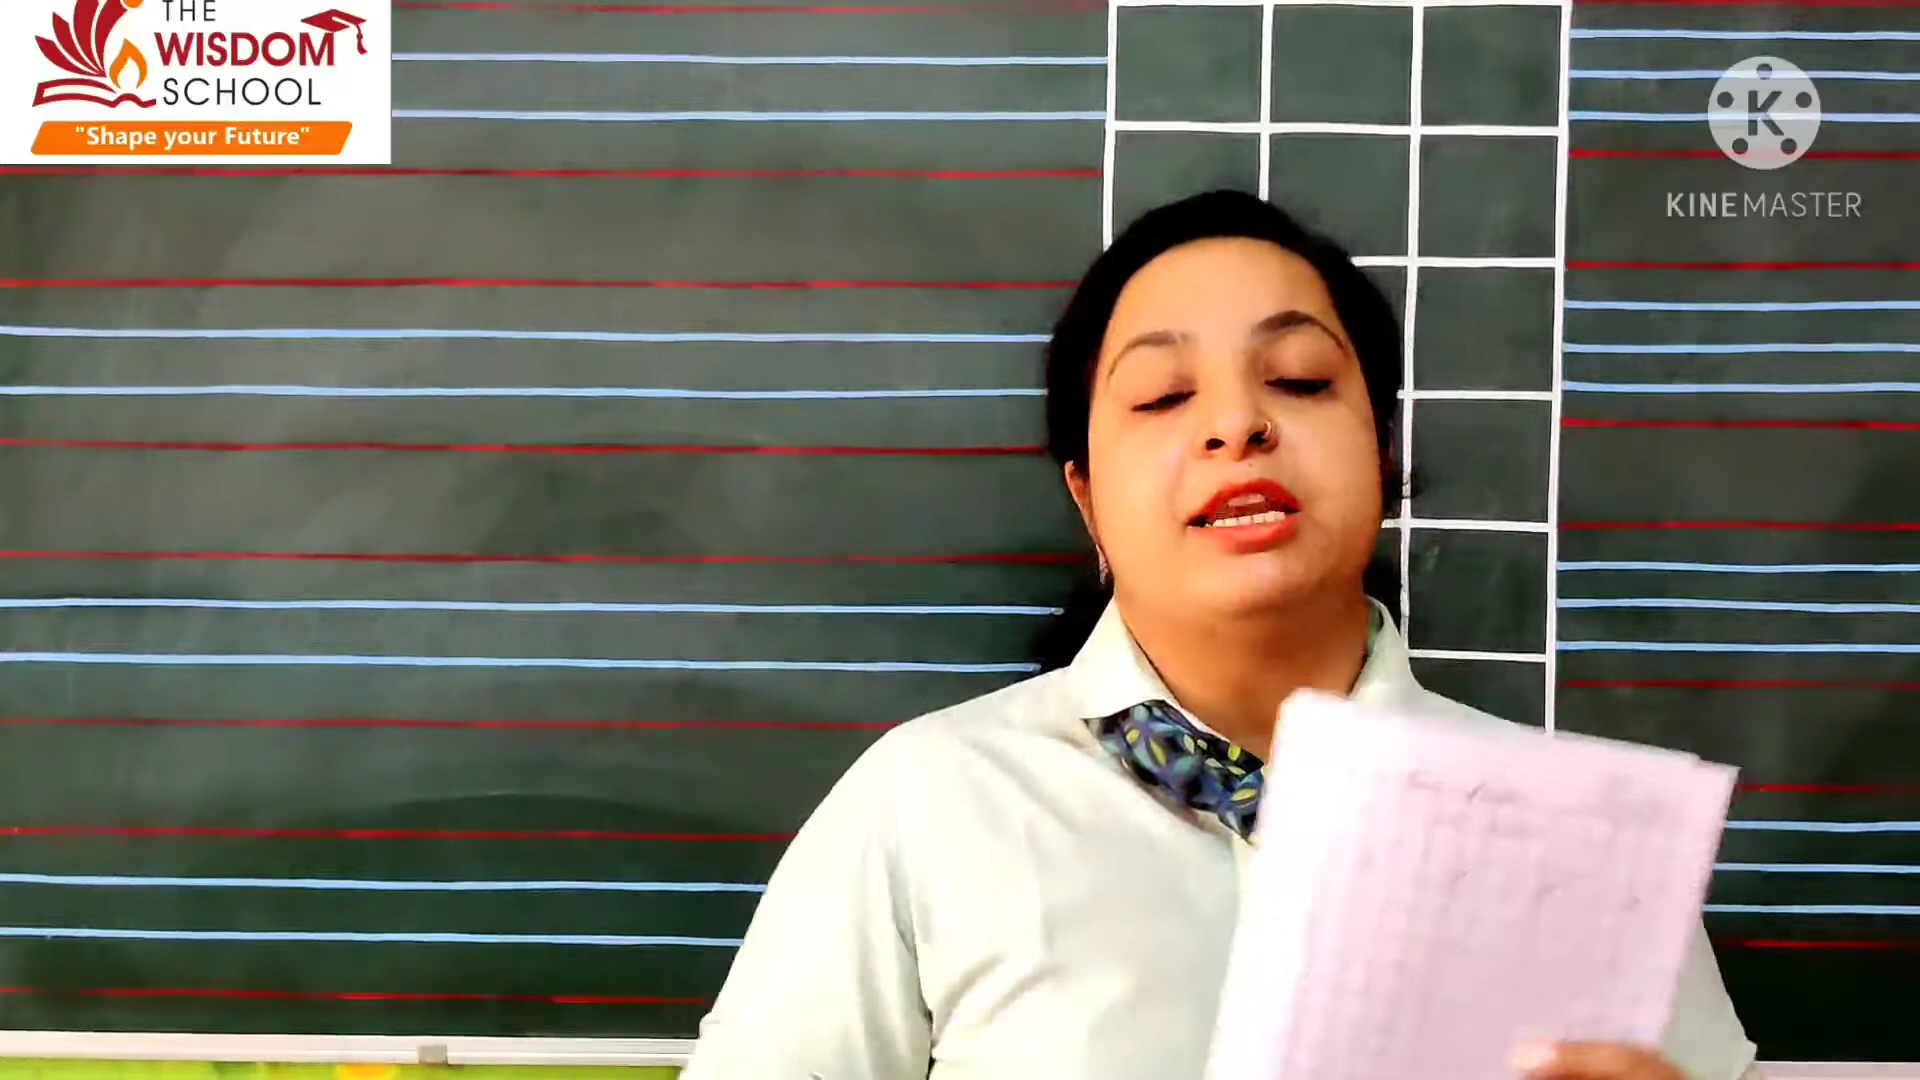 THE
WISDOM
SCHOOL
"Shape your Future"
K
KINEMASTER